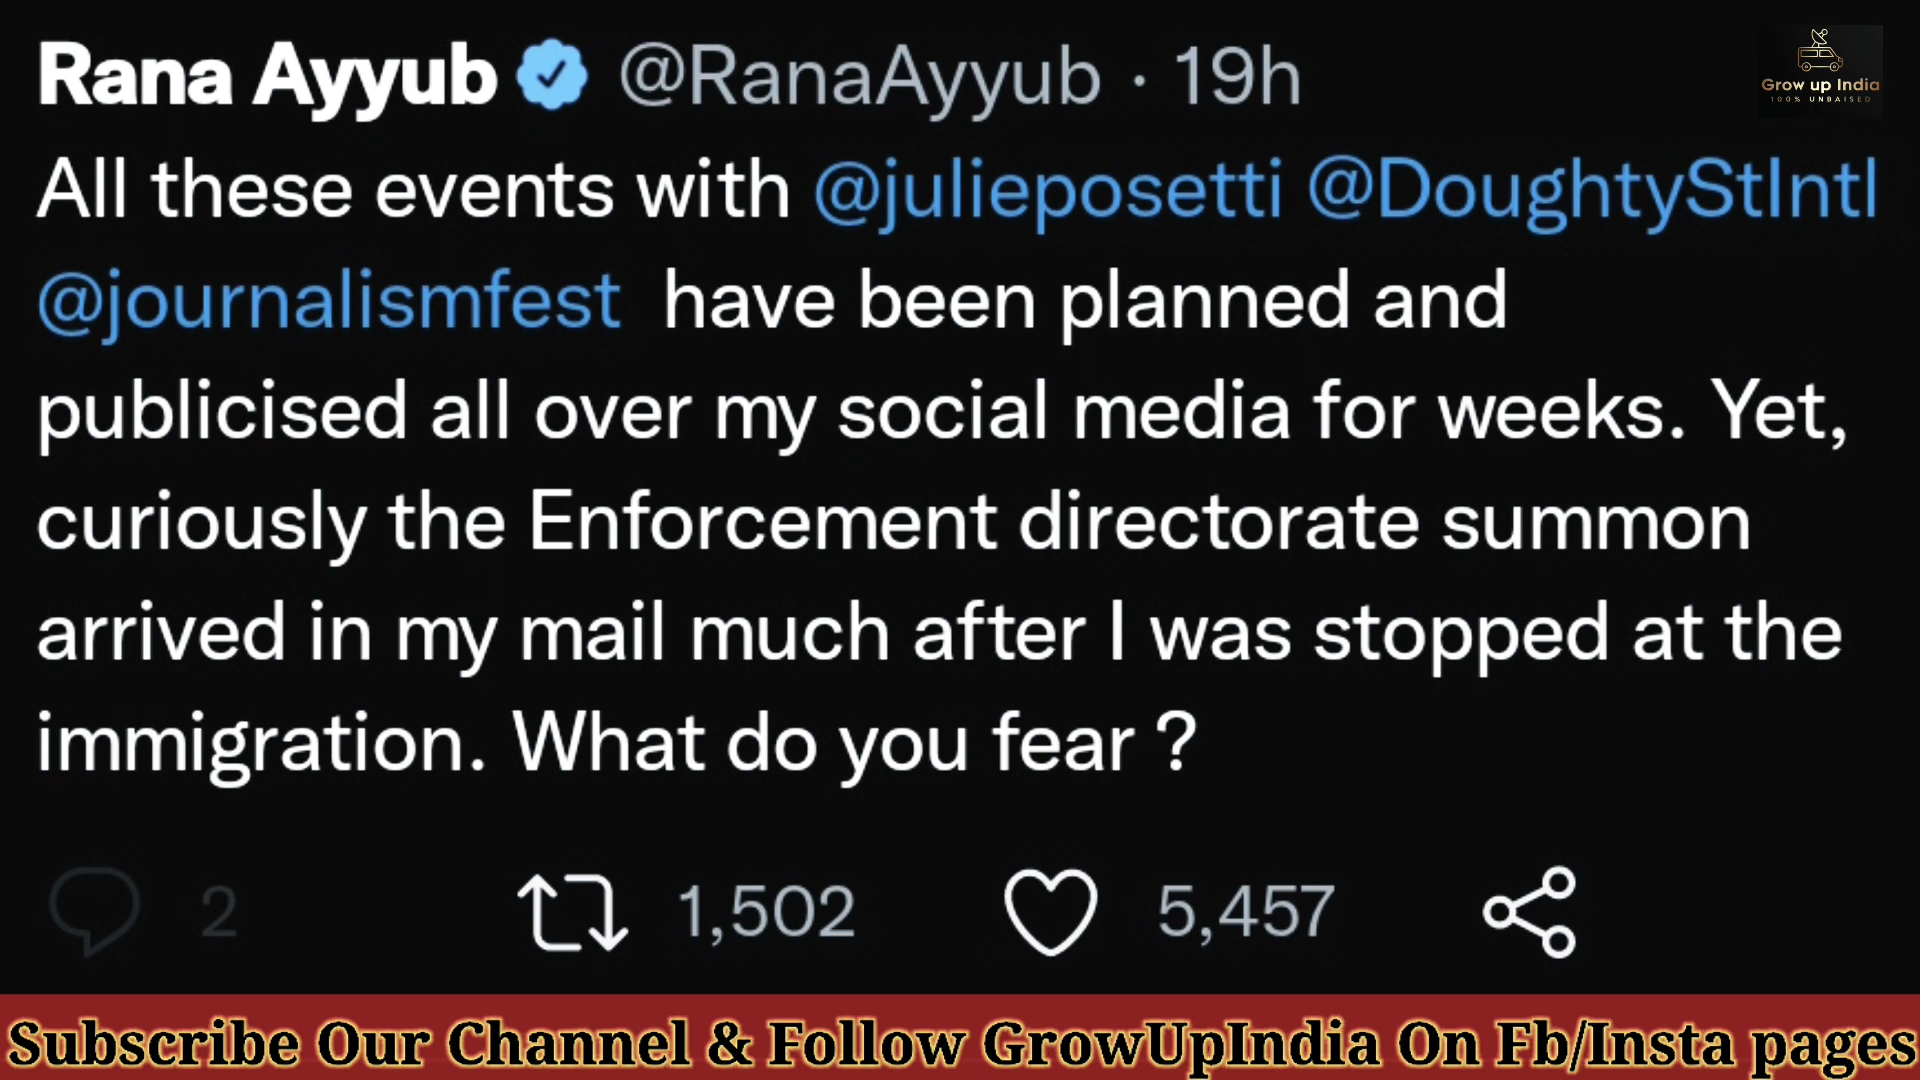 Rana Ayyub @RanaAyyub · 19h
Grow up India
100% UNBAISED
All these events with @julieposetti @DoughtyStIntl
@journalismfest have been planned and
publicised all over my social media for weeks. Yet,
curiously the Enforcement directorate summon
arrived in my mail much after I was stopped at the
immigration. What do you fear ?
2 1,502 5,457
Subscribe Our Channel & Follow GrowUpIndia On Fb/Insta pages